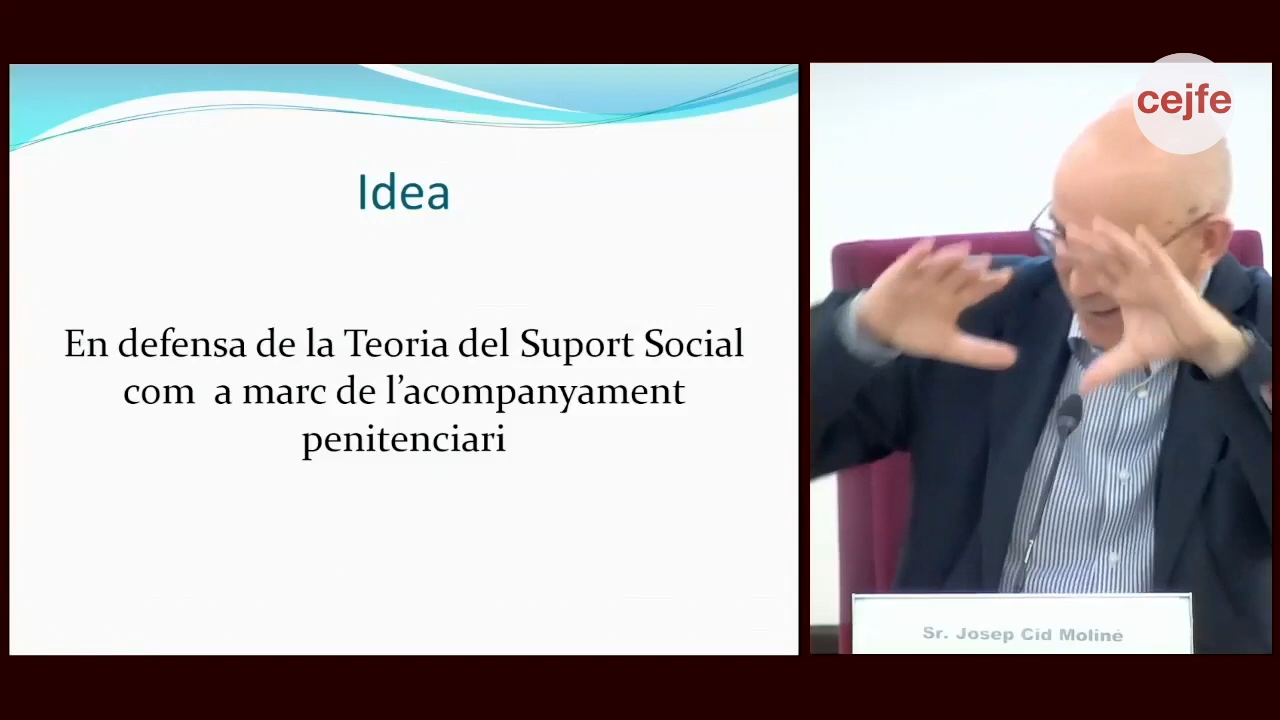 cejfe
Idea
En defensa de la Teoria del Suport Social
com  a marc de l’acompanyament
penitenciari
Sr. Josep Cid Moliné